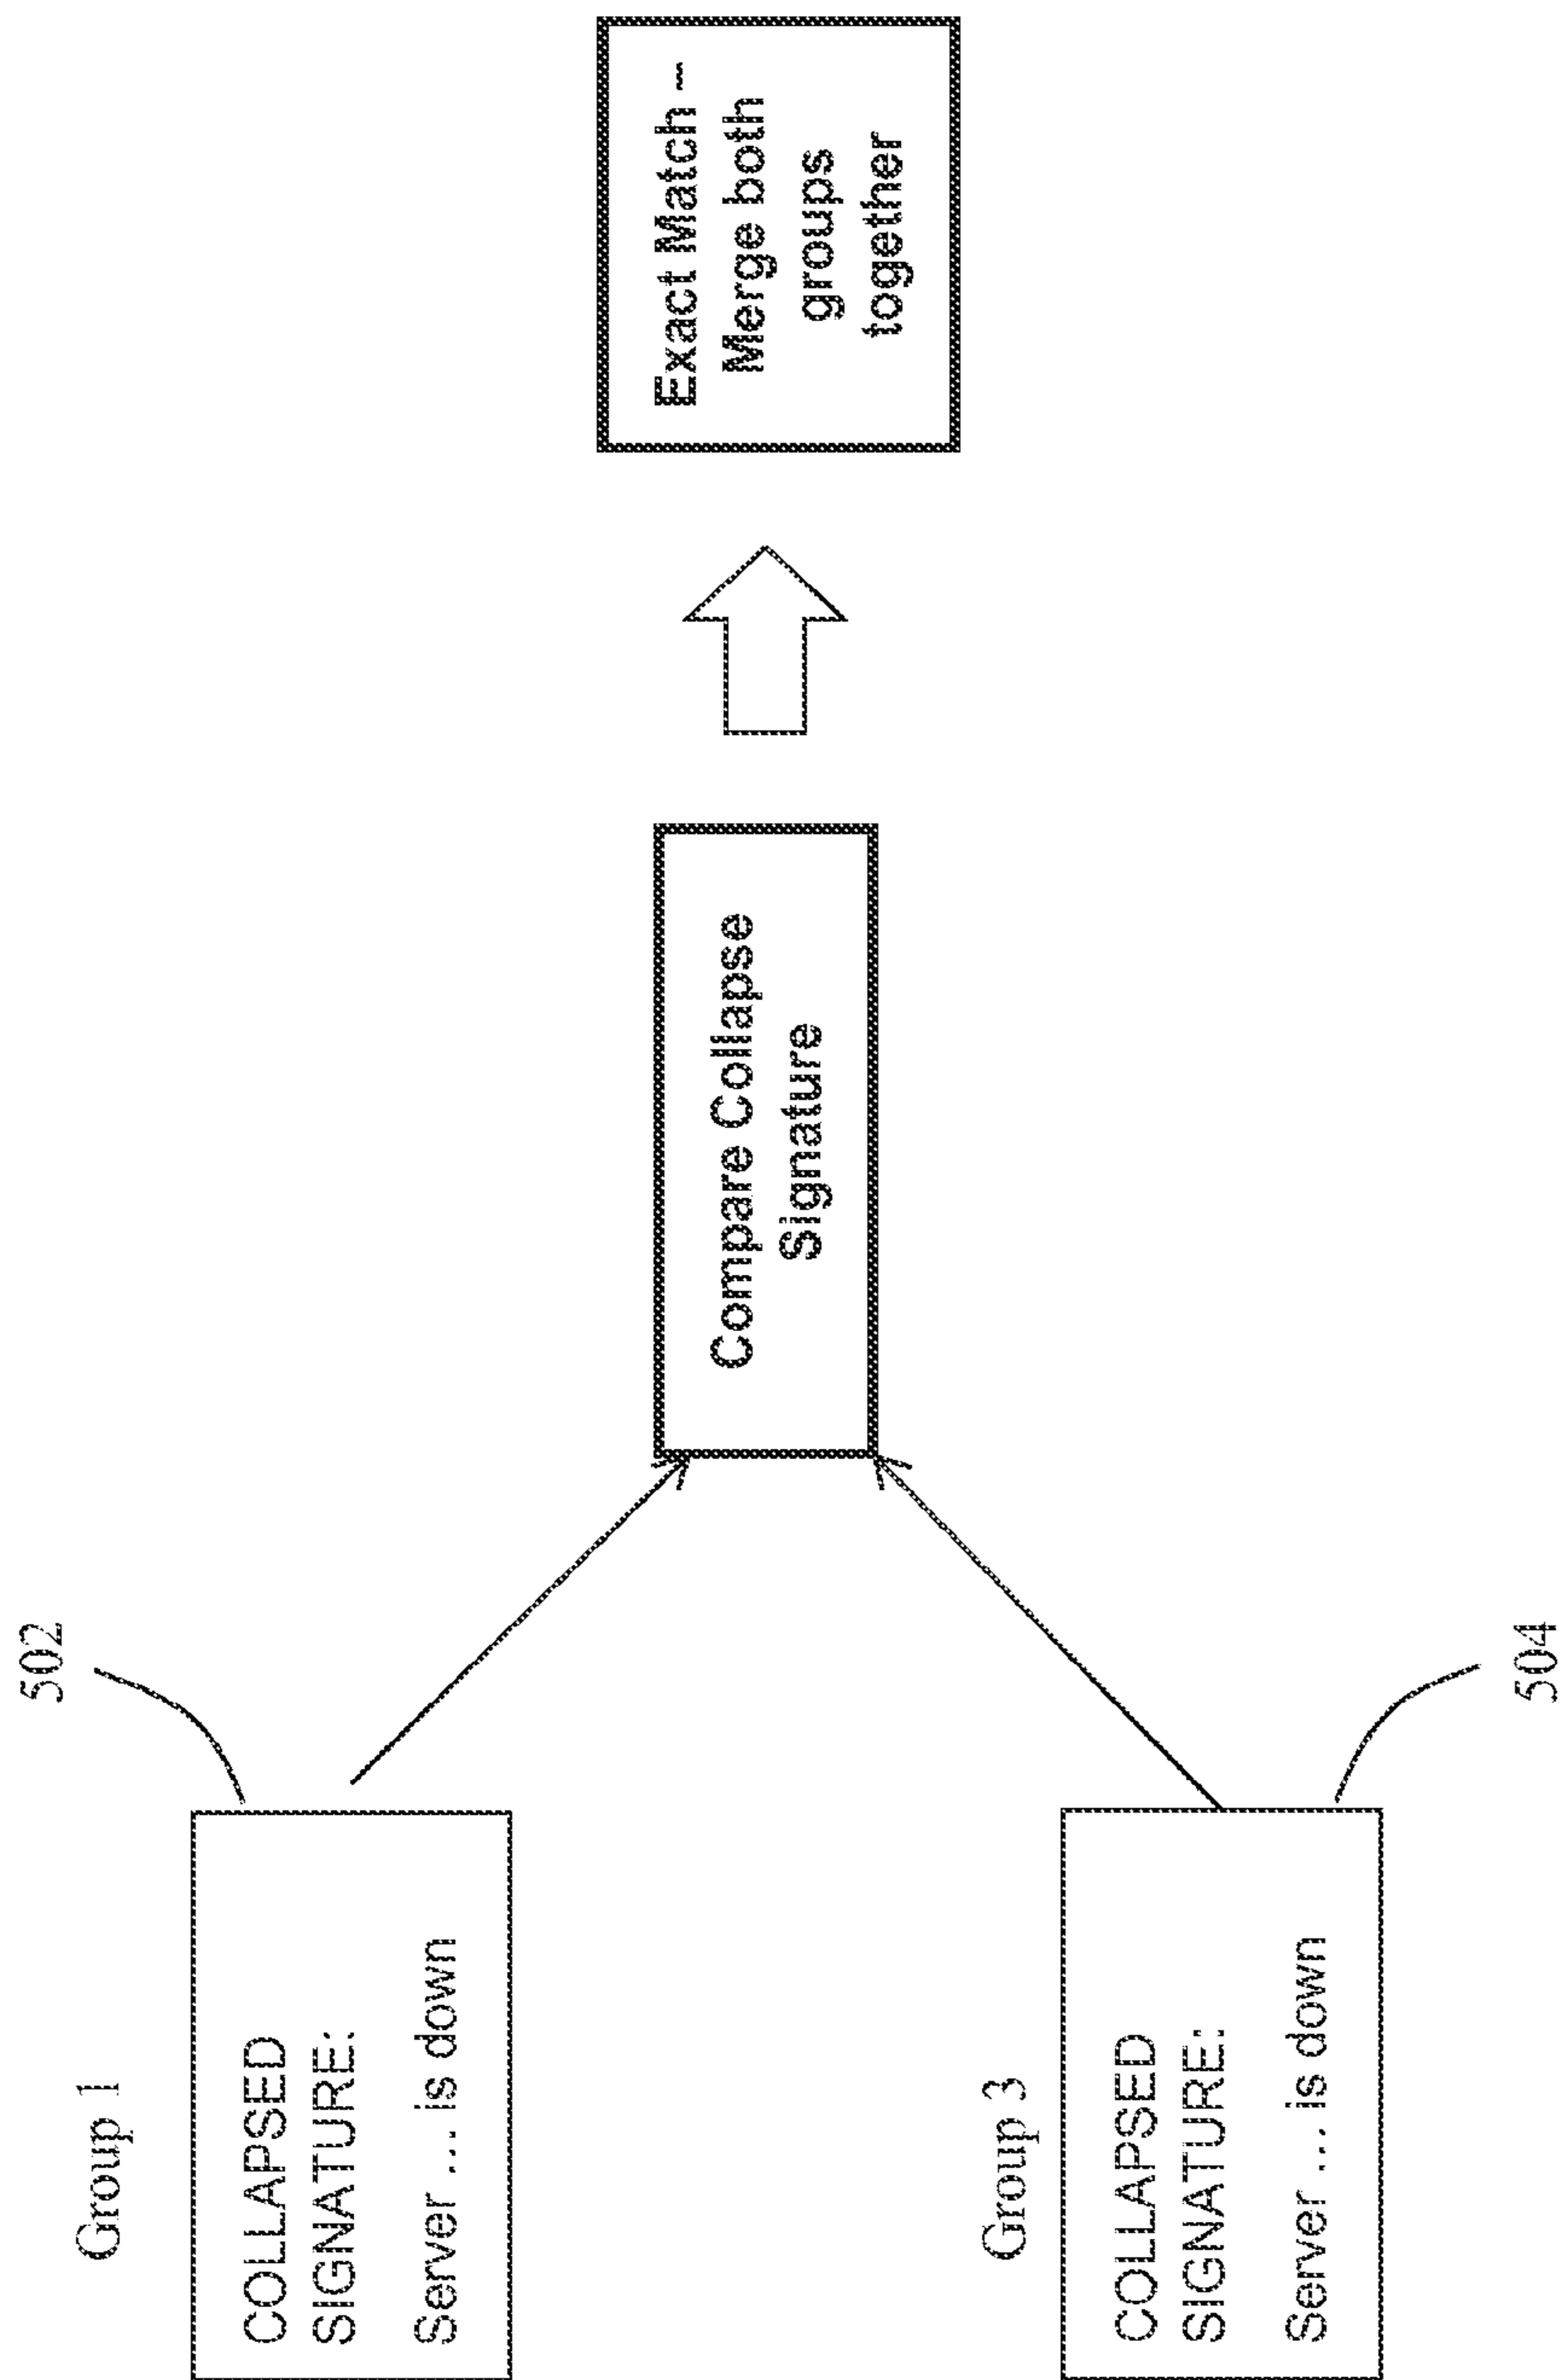 Group 1
502
COLLAPSED
SIGNATURE:
Server ... is down
Group 3
504
COLLAPSED
SIGNATURE:
Server ... is down
Compare Collapse
Signature
Exact Match –
Merge both
groups
together